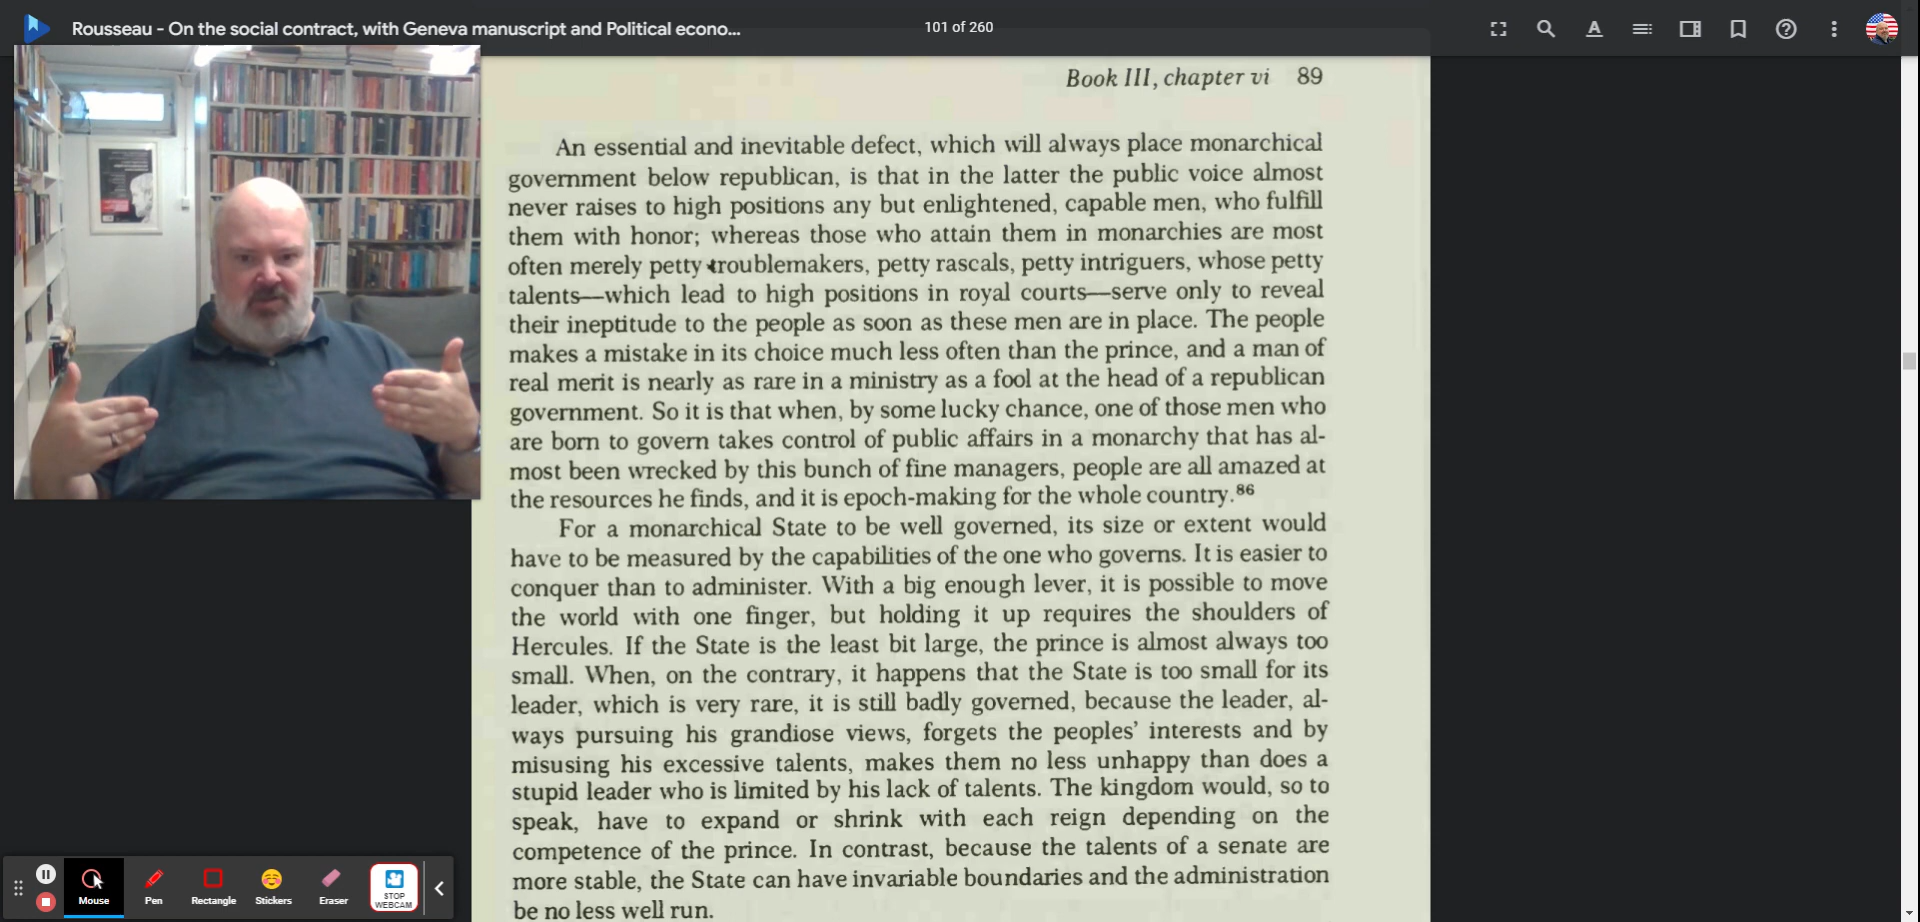 Rousseau - On the social contract, with Geneva manuscript and Political econo...
101 of 260
Book III, chapter vi 89
An essential and inevitable defect, which will always place monarchical
government below republican, is that in the latter the public voice almost
never raises to high positions any but enlightened, capable men, who fulfill
them with honor; whereas those who attain them in monarchies are most
often merely petty troublemakers, petty rascals, petty intriguers, whose petty
talents—which lead to high positions in royal courts—serve only to reveal
their ineptitude to the people as soon as these men are in place. The people
makes a mistake in its choice much less often than the prince, and a man of
real merit is nearly as rare in a ministry as a fool at the head of a republican
government. So it is that when, by some lucky chance, one of those men who
are born to govern takes control of public affairs in a monarchy that has al-
most been wrecked by this bunch of fine managers, people are all amazed at
the resources he finds, and it is epoch-making for the whole country.86
For a monarchical State to be well governed, its size or extent would
have to be measured by the capabilities of the one who governs. It is easier to
conquer than to administer. With a big enough lever, it is possible to move
the world with one finger, but holding it up requires the shoulders of
Hercules. If the State is the least bit large, the prince is almost always too
small. When, on the contrary, it happens that the State is too small for its
leader, which is very rare, it is still badly governed, because the leader, al-
ways pursuing his grandiose views, forgets the peoples' interests and by
misusing his excessive talents, makes them no less unhappy than does a
stupid leader who is limited by his lack of talents. The kingdom would, so to
speak, have to expand or shrink with each reign depending on the
competence of the prince. In contrast, because the talents of a senate are
more stable, the State can have invariable boundaries and the administration
be no less well run.
Mouse
Pen
Rectangle
Stickers
Eraser
STOP
WEBCAM